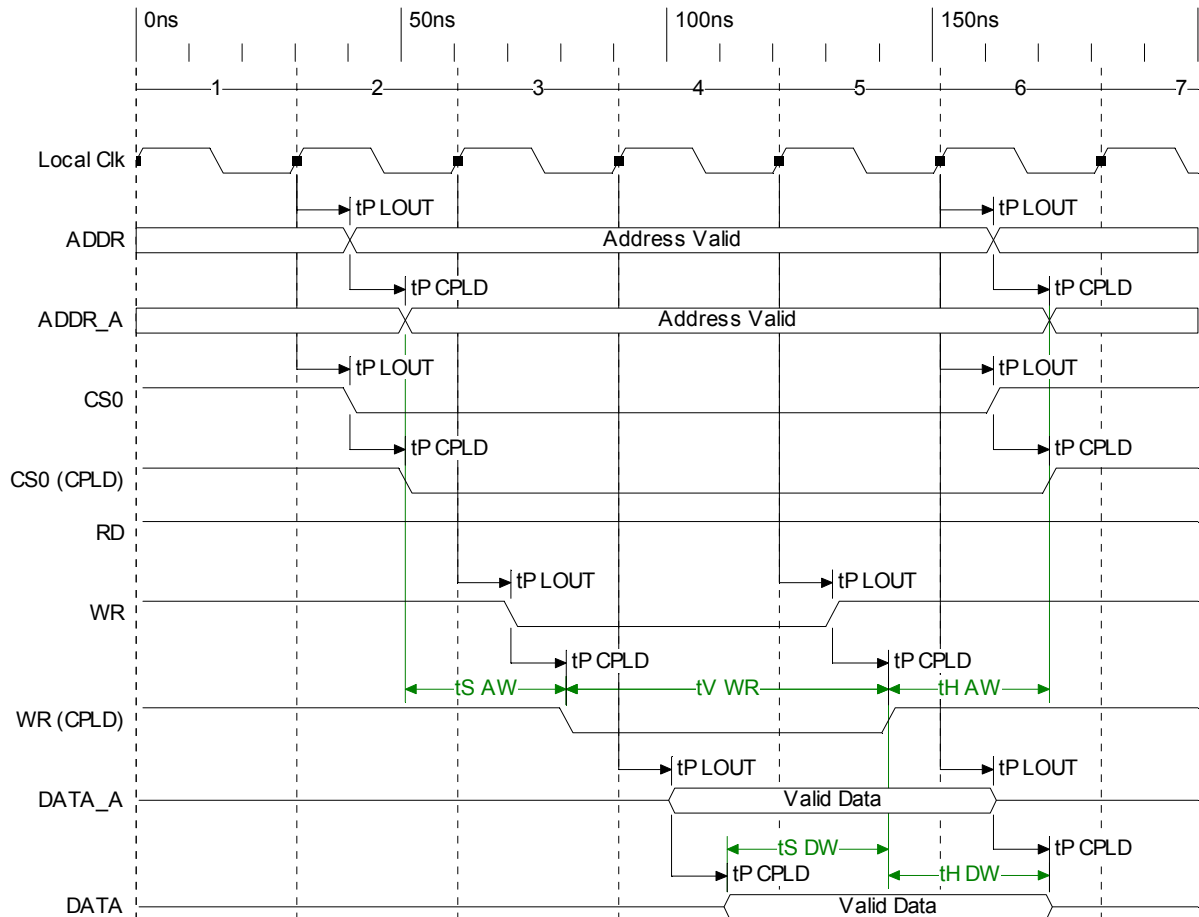 0ns 50ns 100ns 150ns
1 2 3 4 5 6 7
Local Clk
tP LOUT tP LOUT
ADDR Address Valid
tP CPLD tP CPLD
ADDR_A Address Valid
tP LOUT tP LOUT
CS0
tP CPLD tP CPLD
CS0 (CPLD)
RD
tP LOUT tP LOUT
WR
tP CPLD tP CPLD
tS AW tV WR tH AW
WR (CPLD)
tP LOUT tP LOUT
DATA_A Valid Data
tS DW tP CPLD
tP CPLD tH DW
DATA Valid Data